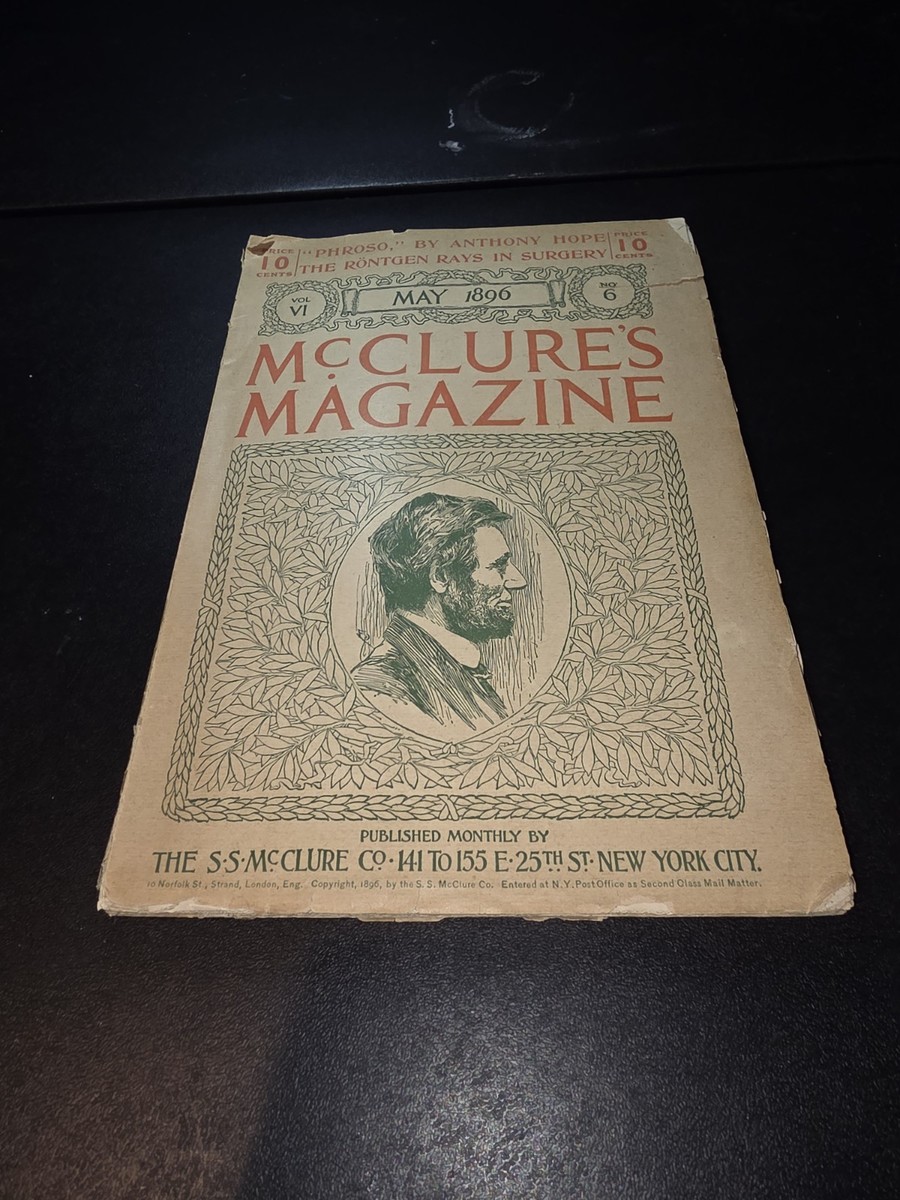 PRICE 10 CENTS
"PHROSO," BY ANTHONY HOPE
THE RÖNTGEN RAYS IN SURGERY
PRICE 10 CENTS
VOL VI
MAY 1896
NO. 6
McCLURE'S
MAGAZINE
PUBLISHED MONTHLY BY
THE S·S·McCLURE Co·141 To 155 E·25TH ST·NEW YORK CITY.
10 Norfolk St., Strand, London, Eng. Copyright, 1896, by the S. S. McClure Co. Entered at N.Y. Post Office as Second Class Mail Matter.